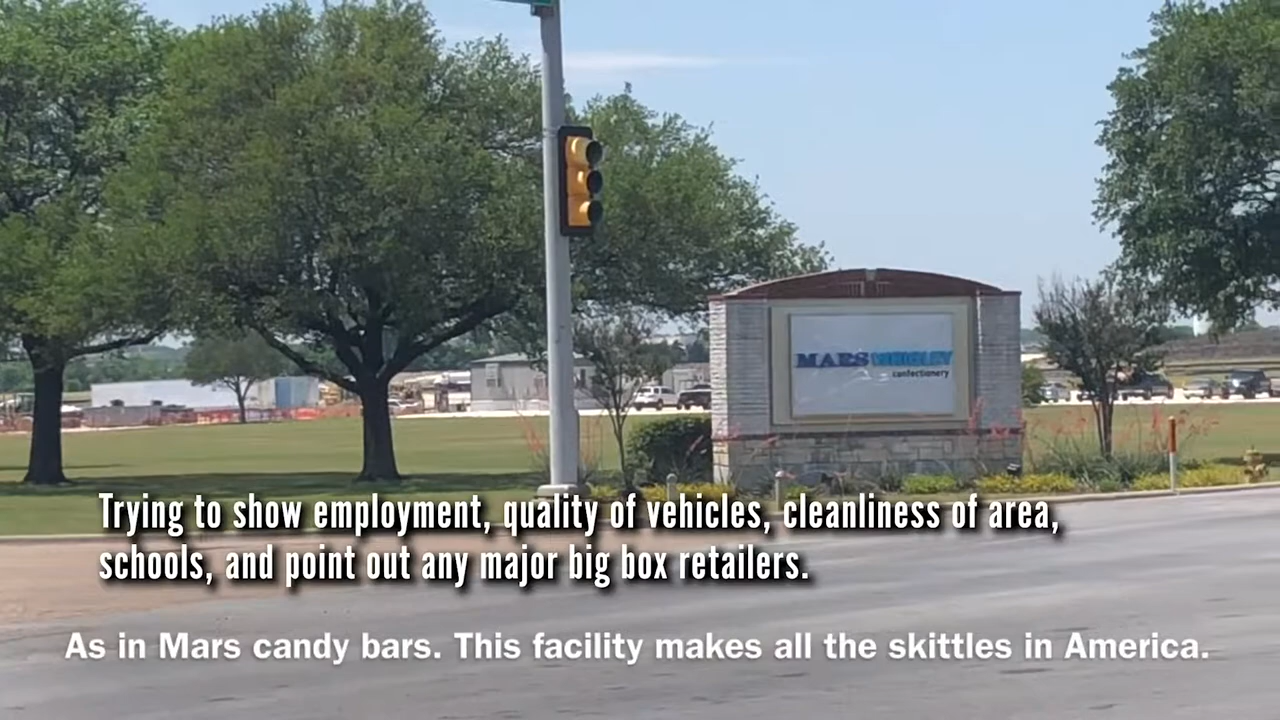 MARS WRIGLEY
confectionery
Trying to show employment, quality of vehicles, cleanliness of area,
schools, and point out any major big box retailers.
As in Mars candy bars. This facility makes all the skittles in America.